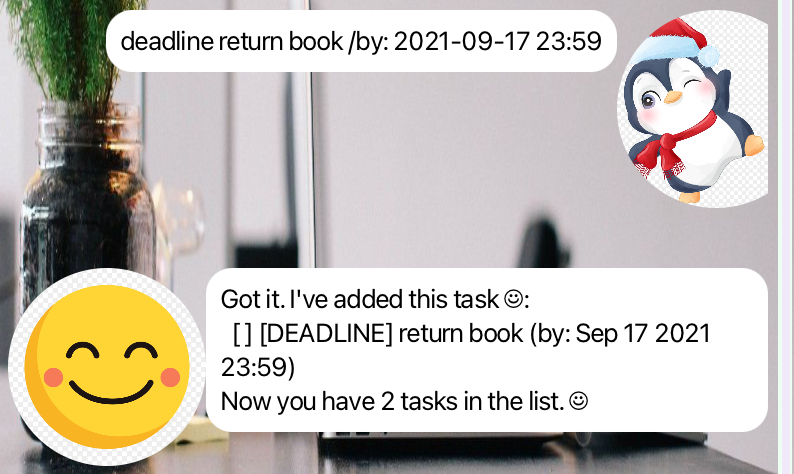 deadline return book /by: 2021-09-17 23:59
Got it. I've added this task ☺:
[ ] [DEADLINE] return book (by: Sep 17 2021
23:59)
Now you have 2 tasks in the list. ☺